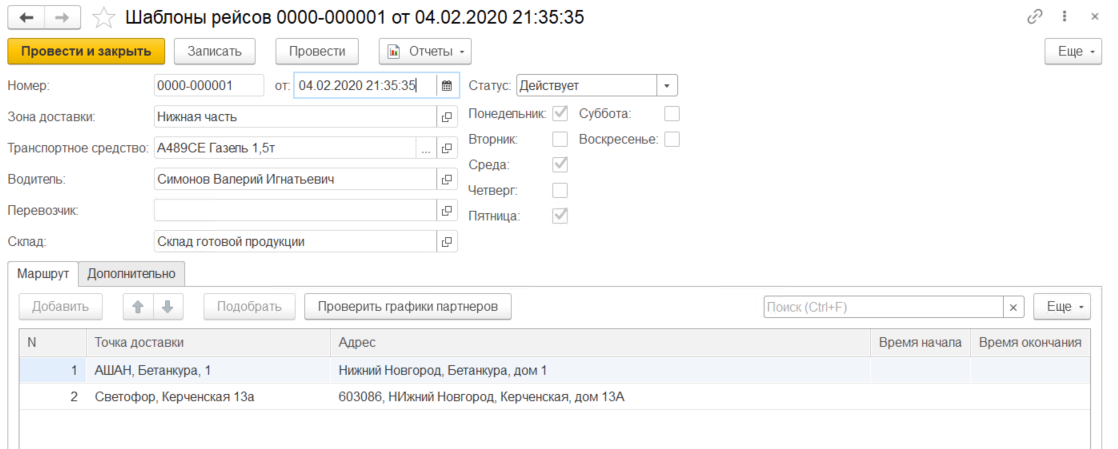 Шаблоны рейсов 0000-000001 от 04.02.2020 21:35:35
Провести и закрыть Записать Провести Отчеты Еще
Номер: 0000-000001 от: 04.02.2020 21:35:35 Статус: Действует
Зона доставки: Нижная часть Понедельник: Суббота:
Вторник: Воскресенье:
Транспортное средство: А489СЕ Газель 1,5т ...
Среда:
Водитель: Симонов Валерий Игнатьевич
Четверг:
Перевозчик:
Пятница:
Склад: Склад готовой продукции
Маршрут Дополнительно
Добавить Подобрать Проверить графики партнеров Поиск (Ctrl+F) × Еще
N Точка доставки Адрес Время начала Время окончания
1 АШАН, Бетанкура, 1 Нижний Новгород, Бетанкура, дом 1
2 Светофор, Керченская 13а 603086, НИжний Новгород, Керченская, дом 13А